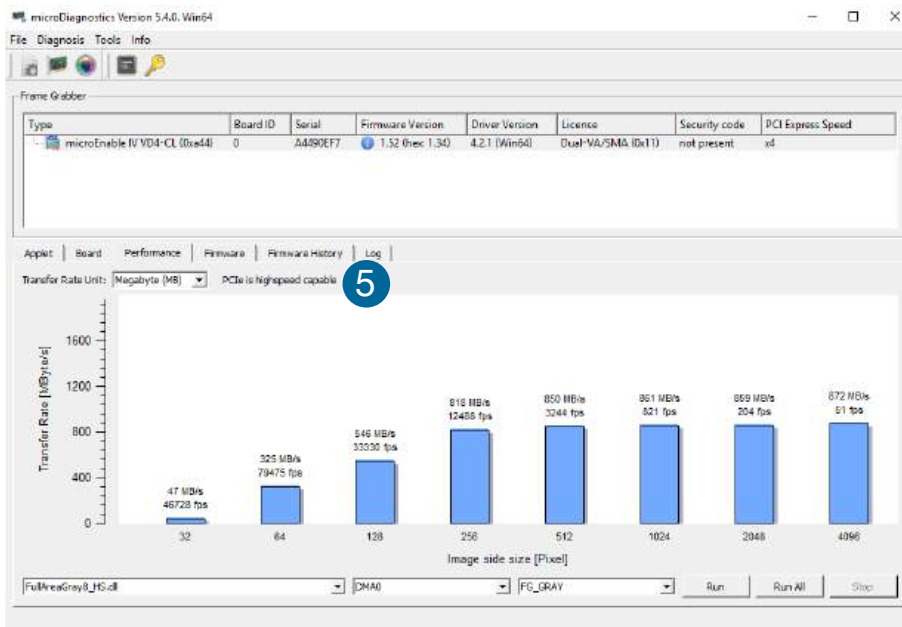 microDiagnostics Version 5.4.0. Win64
File Diagnosis Tools Info
Frame Grabber
Type Board ID Serial Firmware Version Driver Version License Security code PCI Express Speed
microEnable IV VD4-CL (0xa44) 0 A4490EF7 1.52 (hex 1.34) 4.2.1 (Win64) Dual-VA/SMA (0x11) not present x4
Applet Board Performance Firmware Firmware History Log
Transfer Rate Unit: Megabyte (MB) PCIe is highspeed capable 5
Transfer Rate [MByte/s]
1600
1200
800
400
0
47 MB/s
46728 fps
325 MB/s
79475 fps
546 MB/s
33330 fps
818 MB/s
12488 fps
850 MB/s
3244 fps
861 MB/s
821 fps
859 MB/s
204 fps
872 MB/s
51 fps
32 64 128 256 512 1024 2048 4096
Image side size [Pixel]
FullAreaGray8_HS.dll DMA0 FG_GRAY Run Run All Stop